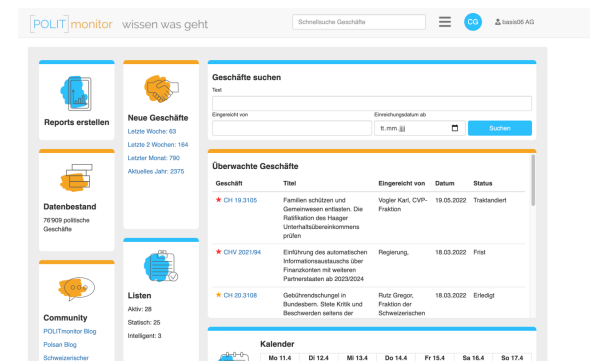 [POLIT] monitor wissen was geht
Schnellsuche Geschäfte
CG
basis06 AG
Reports erstellen
Datenbestand
76'909 politische
Geschäfte
Community
POLITmonitor Blog
Polsan Blog
Schweizerischer
Neue Geschäfte
Letzte Woche: 63
Letzte 2 Wochen: 164
Letzter Monat: 790
Aktuelles Jahr: 2375
Listen
Aktiv: 28
Statisch: 25
Intelligent: 3
Geschäfte suchen
Text
Eingereicht von
Einreichungsdatum ab
tt.mm.jjjj
Suchen
Überwachte Geschäfte
Geschäft Titel Eingereicht von Datum Status
CH 19.3105 Familien schützen und Vogler Karl, CVP- 19.05.2022 Traktandiert
Gemeinwesen entlasten. Die Fraktion
Ratifikation des Haager
Unterhaltsübereinkommens
prüfen
CHV 2021/94 Einführung des automatischen Regierung, 18.03.2022 Frist
Informationsaustauschs über
Finanzkonten mit weiteren
Partnerstaaten ab 2023/2024
CH 20.3108 Gebührendschungel in Rutz Gregor, 18.03.2022 Erledigt
Bundesbern. Stete Kritik und Fraktion der
Beschwerden seitens der Schweizerischen
Kalender
Mo 11.4 Di 12.4 Mi 13.4 Do 14.4 Fr 15.4 Sa 16.4 So 17.4